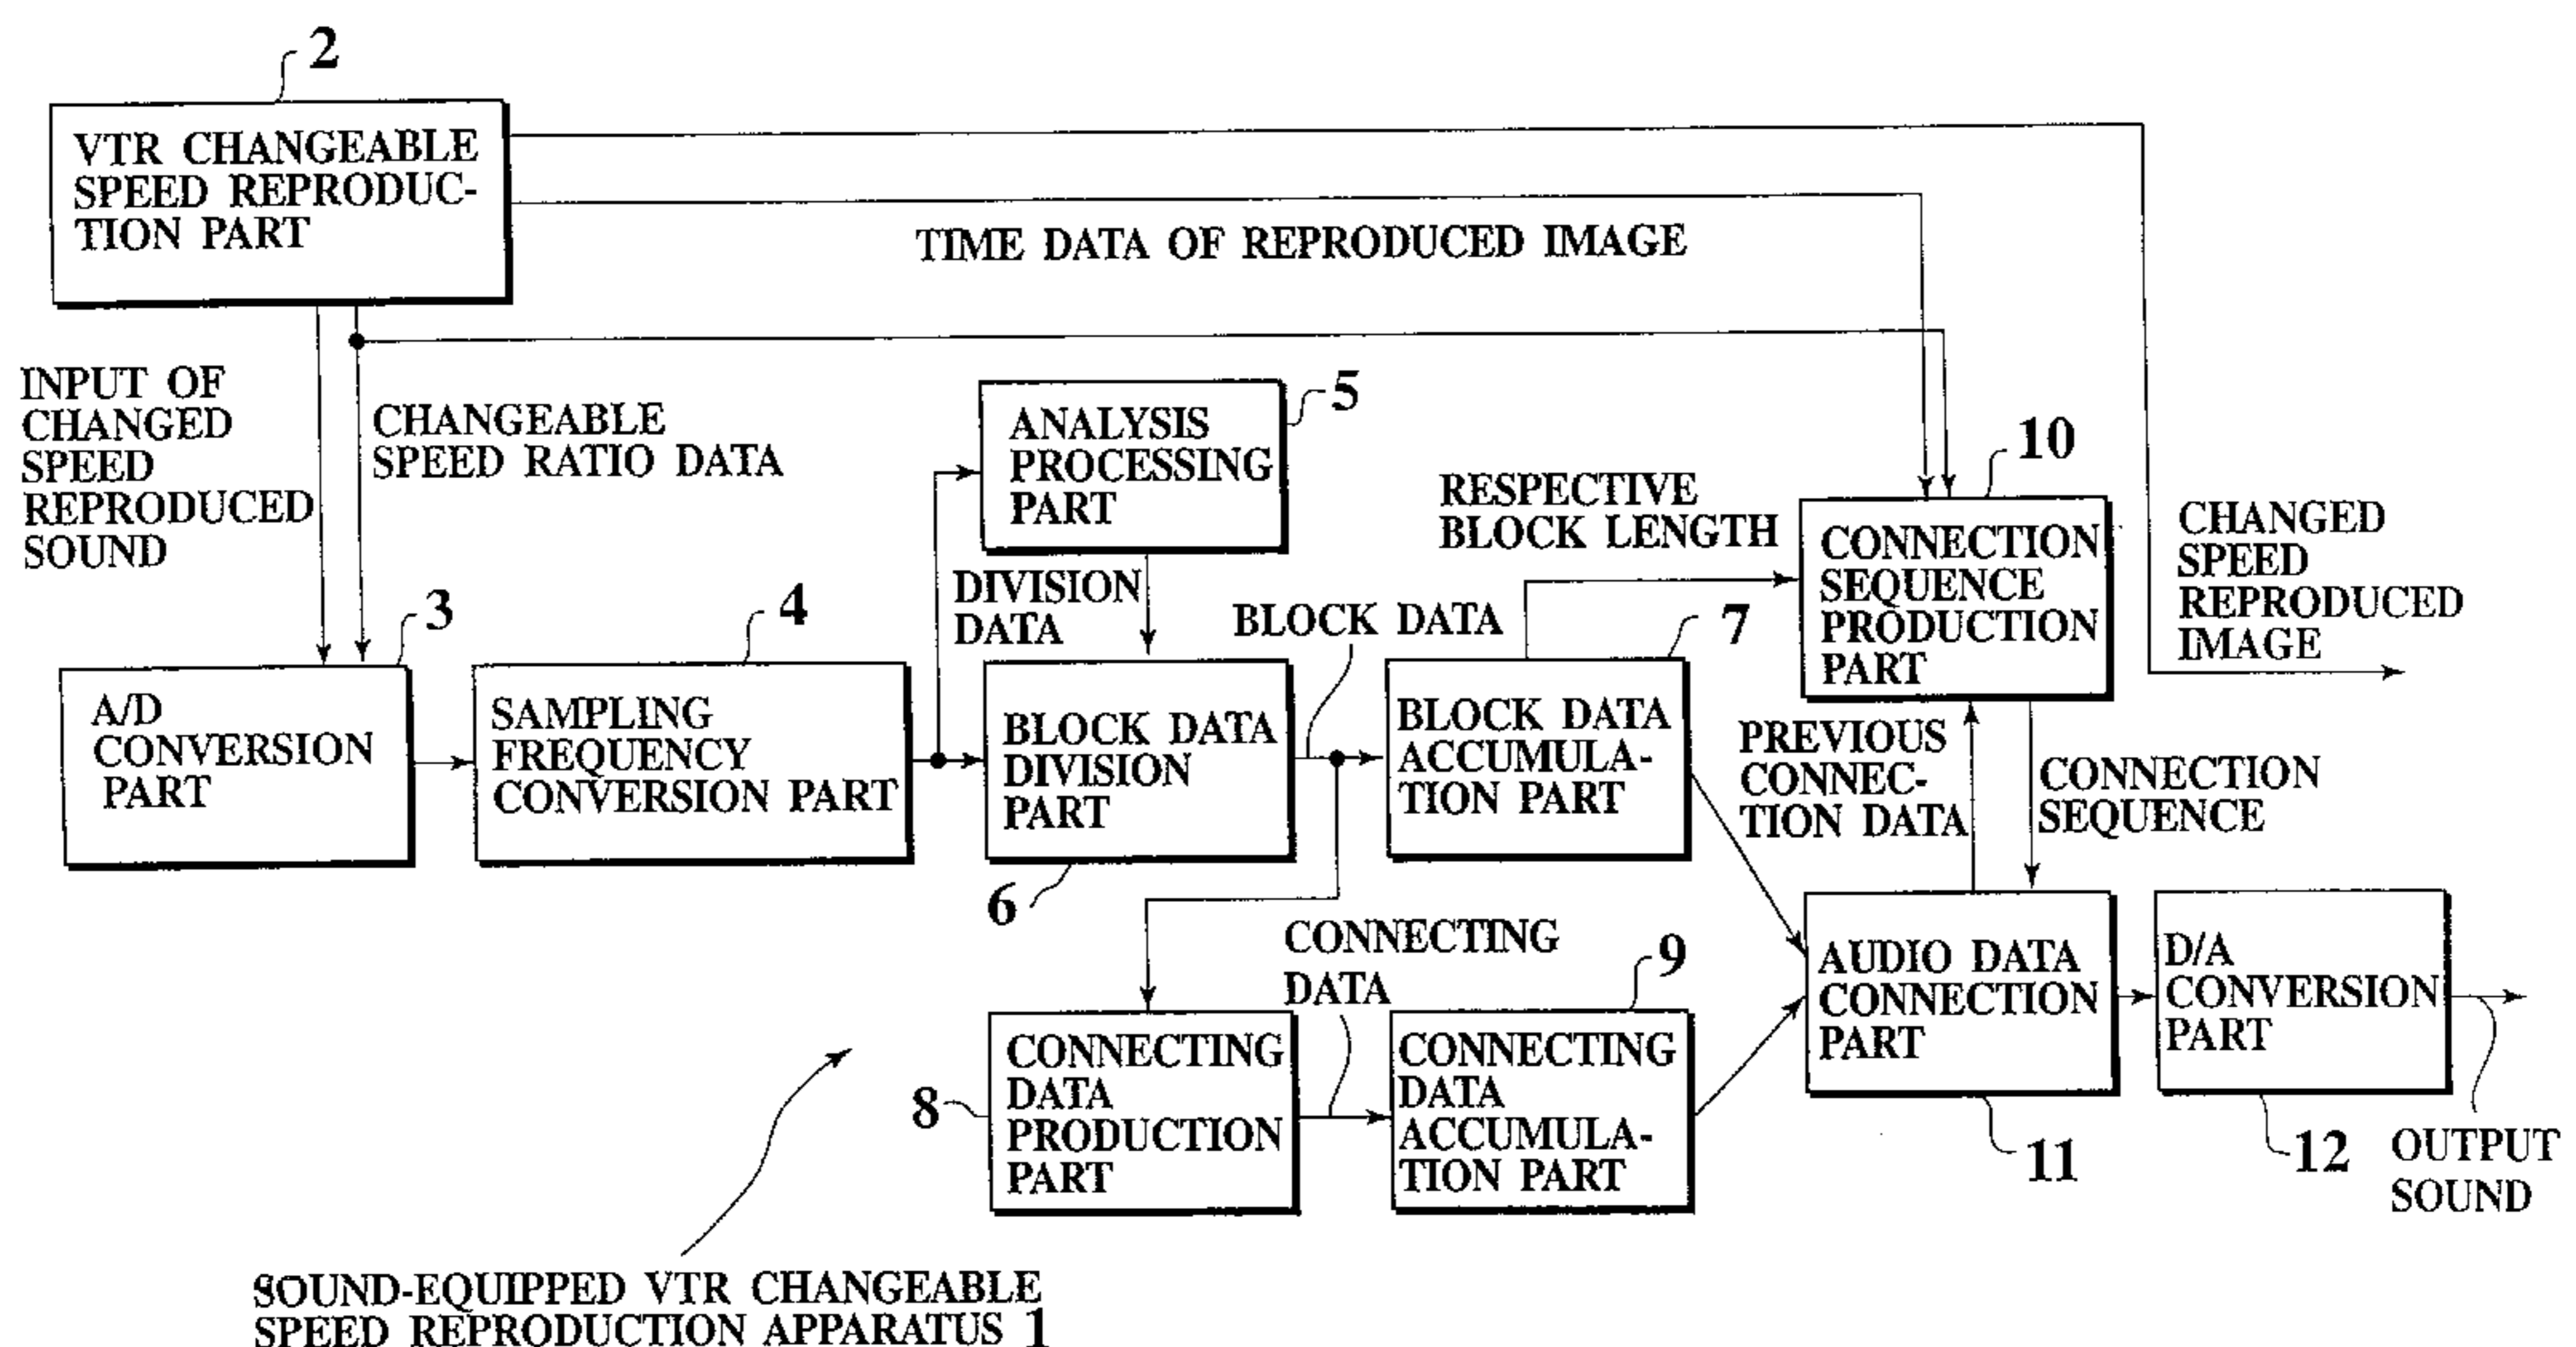 2
VTR CHANGEABLE
SPEED REPRODUC-
TION PART
TIME DATA OF REPRODUCED IMAGE
INPUT OF
CHANGED
SPEED
REPRODUCED
SOUND
CHANGEABLE
SPEED RATIO DATA
5
ANALYSIS
PROCESSING
PART
RESPECTIVE
BLOCK LENGTH
10
CONNECTION
SEQUENCE
PRODUCTION
PART
CHANGED
SPEED
REPRODUCED
IMAGE
3
A/D
CONVERSION
PART
4
SAMPLING
FREQUENCY
CONVERSION PART
DIVISION
DATA
BLOCK DATA
DIVISION
PART
6
BLOCK DATA
7
BLOCK DATA
ACCUMULA-
TION PART
PREVIOUS
CONNEC-
TION DATA
CONNECTION
SEQUENCE
8
CONNECTING
DATA
PRODUCTION
PART
CONNECTING
DATA
9
CONNECTING
DATA
ACCUMULA-
TION PART
AUDIO DATA
CONNECTION
PART
11
D/A
CONVERSION
PART
12
OUTPUT
SOUND
SOUND-EQUIPPED VTR CHANGEABLE
SPEED REPRODUCTION APPARATUS 1